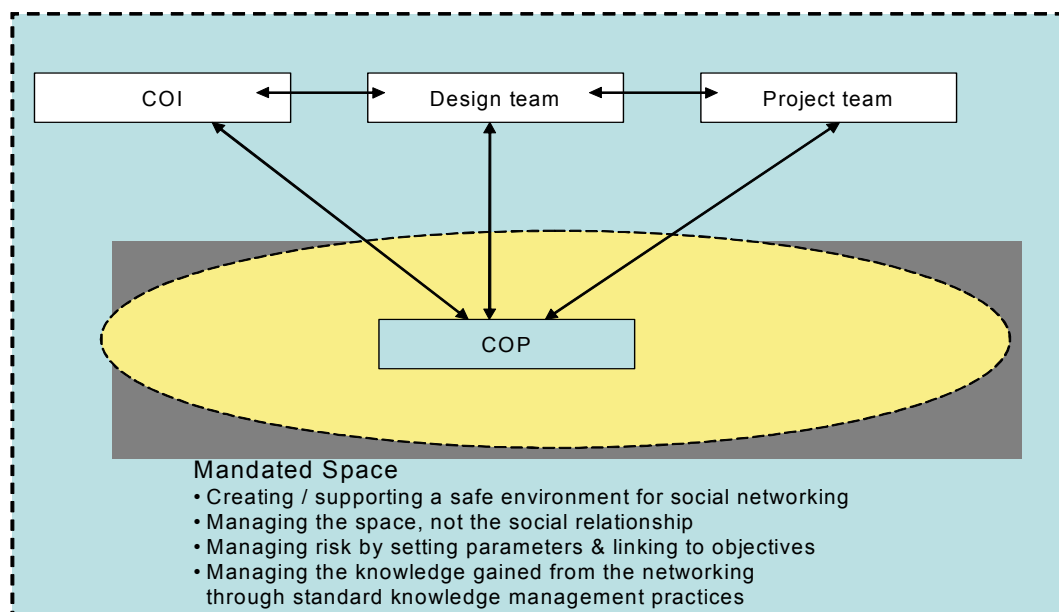 COI
Design team
Project team
COP
Mandated Space
• Creating / supporting a safe environment for social networking
• Managing the space, not the social relationship
• Managing risk by setting parameters & linking to objectives
• Managing the knowledge gained from the networking
through standard knowledge management practices